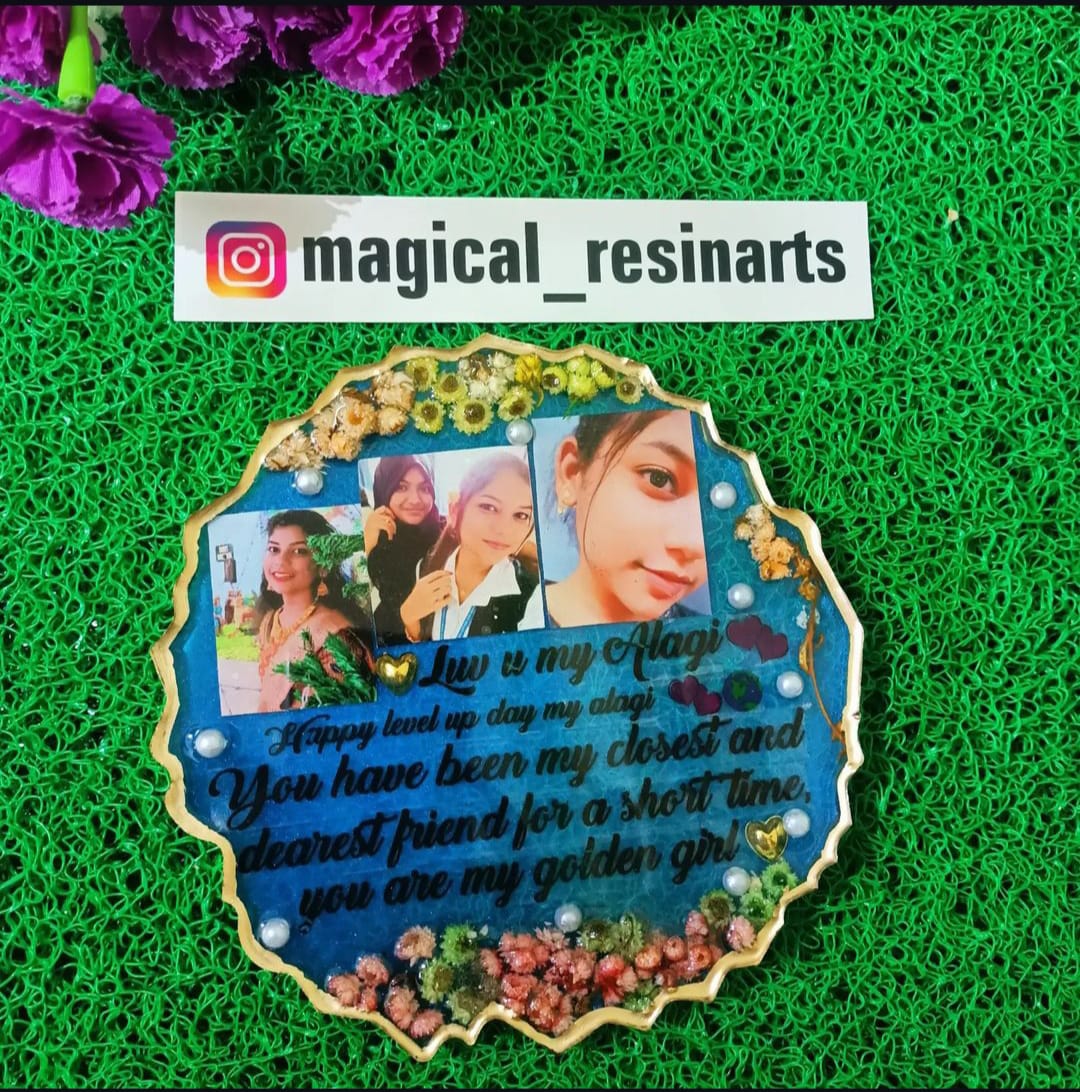 magical_resinarts
Luv u my Alagi
Happy level up day my alagi
You have been my closest and
dearest friend for a short time,
you are my golden girl